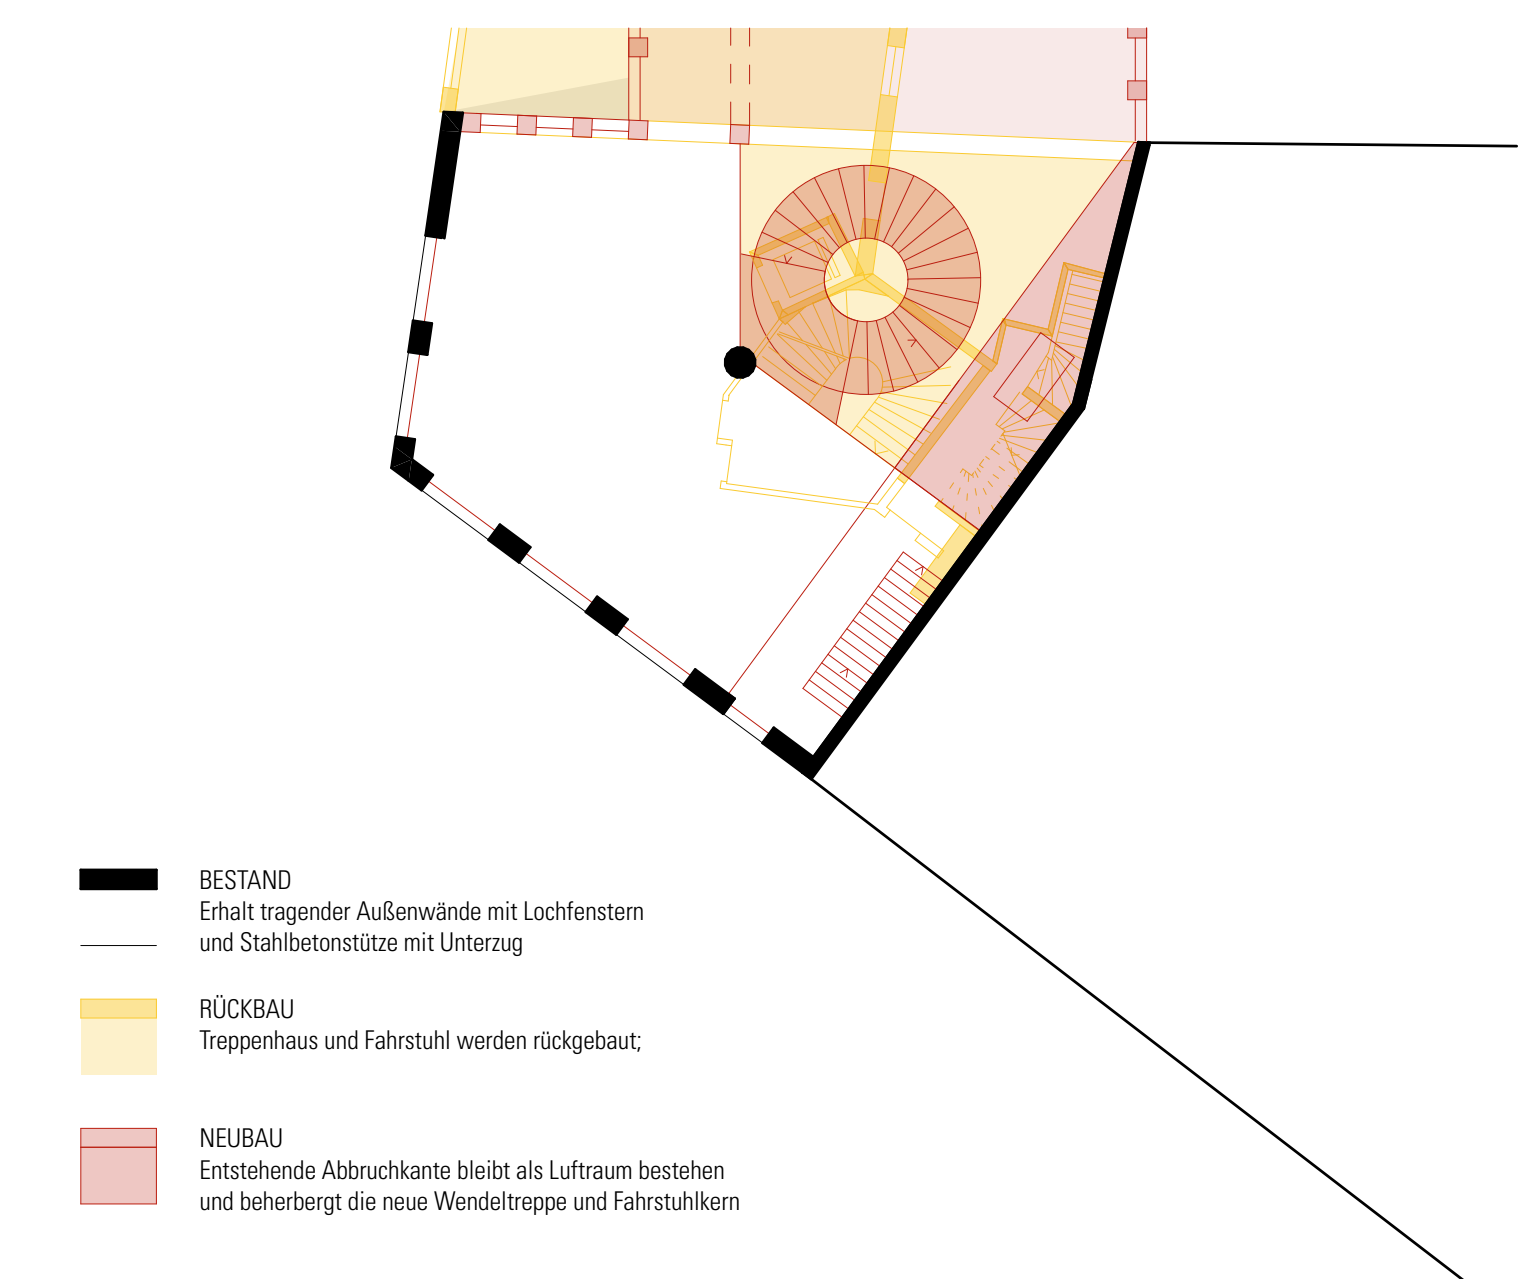 BESTAND
Erhalt tragender Außenwände mit Lochfenstern
und Stahlbetonstütze mit Unterzug
RÜCKBAU
Treppenhaus und Fahrstuhl werden rückgebaut;
NEUBAU
Entstehende Abbruchkante bleibt als Luftraum bestehen
und beherbergt die neue Wendeltreppe und Fahrstuhlkern